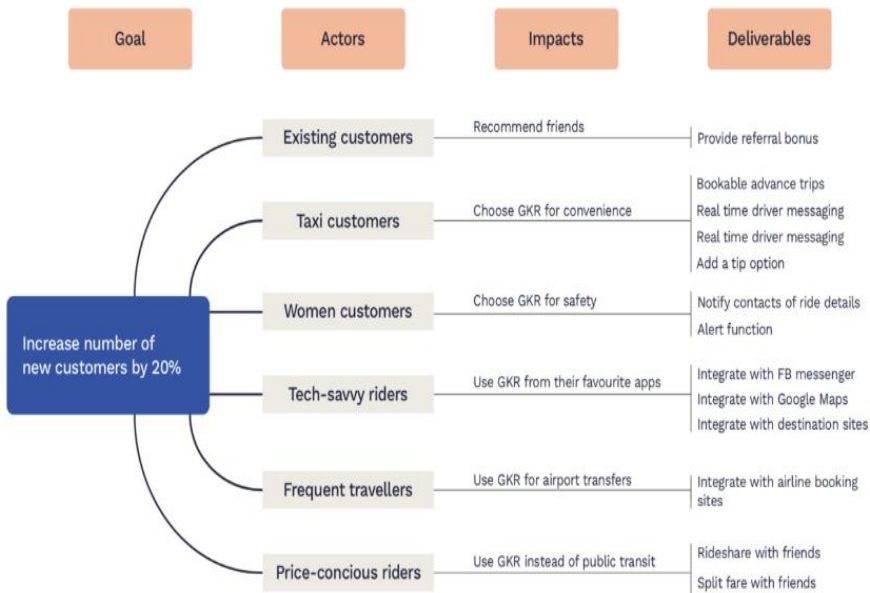 Goal
Actors
Impacts
Deliverables
Increase number of
new customers by 20%
Existing customers
Recommend friends
Provide referral bonus
Taxi customers
Choose GKR for convenience
Bookable advance trips
Real time driver messaging
Real time driver messaging
Add a tip option
Women customers
Choose GKR for safety
Notify contacts of ride details
Alert function
Tech-savvy riders
Use GKR from their favourite apps
Integrate with FB messenger
Integrate with Google Maps
Integrate with destination sites
Frequent travellers
Use GKR for airport transfers
Integrate with airline booking
sites
Price-concious riders
Use GKR instead of public transit
Rideshare with friends
Split fare with friends